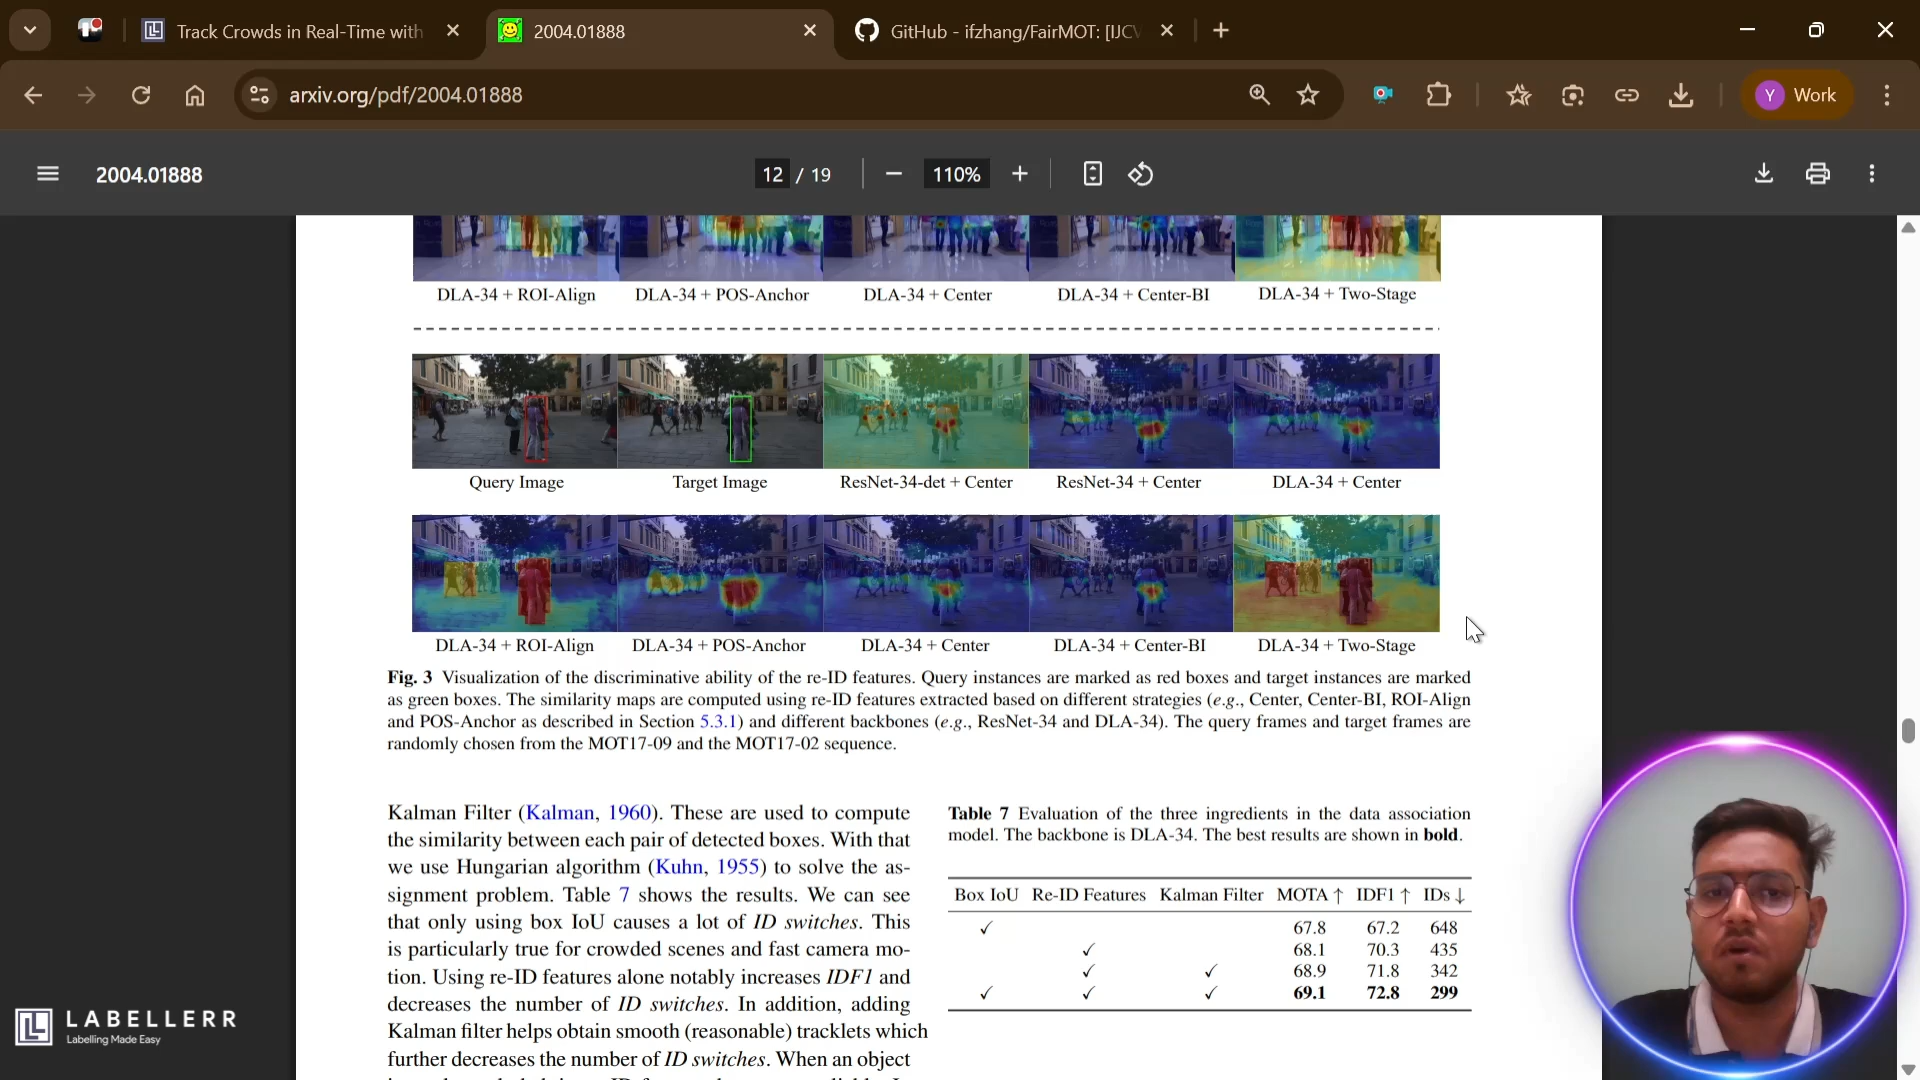 Track Crowds in Real-Time with
2004.01888
GitHub - ifzhang/FairMOT: [IJCV
arxiv.org/pdf/2004.01888
Y Work
2004.01888
12 / 19
110%
DLA-34 + ROI-Align DLA-34 + POS-Anchor DLA-34 + Center DLA-34 + Center-BI DLA-34 + Two-Stage
Query Image Target Image ResNet-34-det + Center ResNet-34 + Center DLA-34 + Center
DLA-34 + ROI-Align DLA-34 + POS-Anchor DLA-34 + Center DLA-34 + Center-BI DLA-34 + Two-Stage
Fig. 3 Visualization of the discriminative ability of the re-ID features. Query instances are marked as red boxes and target instances are marked
as green boxes. The similarity maps are computed using re-ID features extracted based on different strategies (e.g., Center, Center-BI, ROI-Align
and POS-Anchor as described in Section 5.3.1) and different backbones (e.g., ResNet-34 and DLA-34). The query frames and target frames are
randomly chosen from the MOT17-09 and the MOT17-02 sequence.
Kalman Filter (Kalman, 1960). These are used to compute
the similarity between each pair of detected boxes. With that
we use Hungarian algorithm (Kuhn, 1955) to solve the as-
signment problem. Table 7 shows the results. We can see
that only using box IoU causes a lot of ID switches. This
is particularly true for crowded scenes and fast camera mo-
tion. Using re-ID features alone notably increases IDF1 and
decreases the number of ID switches. In addition, adding
Kalman filter helps obtain smooth (reasonable) tracklets which
further decreases the number of ID switches. When an object
Table 7 Evaluation of the three ingredients in the data association
model. The backbone is DLA-34. The best results are shown in bold.
Box IoU Re-ID Features Kalman Filter MOTA ↑ IDF1 ↑ IDs ↓
✓ 67.8 67.2 648
✓ 68.1 70.3 435
✓ ✓ 68.9 71.8 342
✓ ✓ ✓ 69.1 72.8 299
LABELLERR
Labelling Made Easy